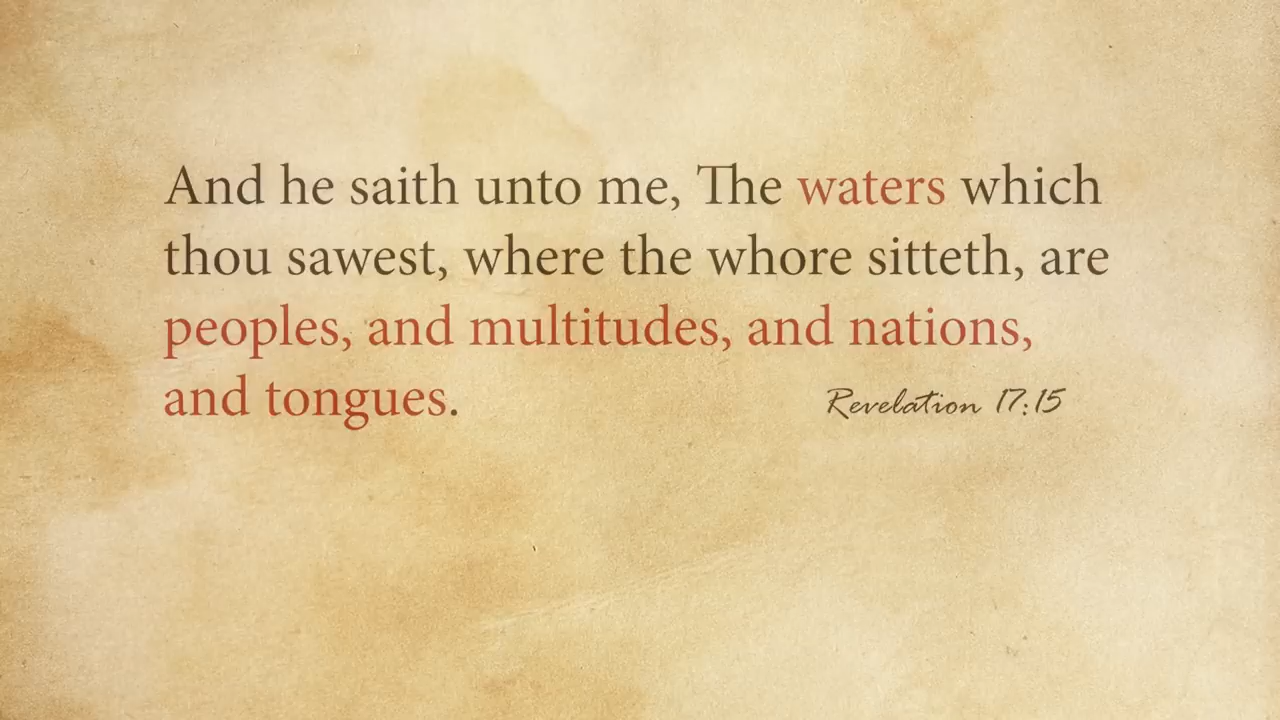 And he saith unto me, The waters which
thou sawest, where the whore sitteth, are
peoples, and multitudes, and nations,
and tongues.
Revelation 17:15